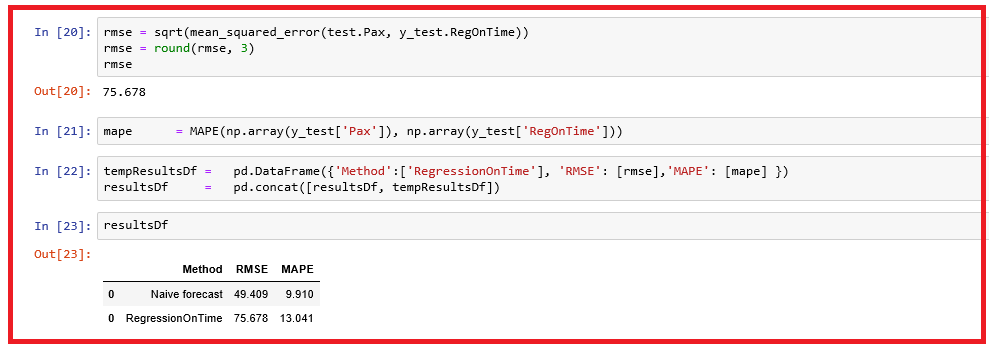 In [20]: rmse = sqrt(mean_squared_error(test.Pax, y_test.RegOnTime))
rmse = round(rmse, 3)
rmse
Out[20]: 75.678
In [21]: mape      = MAPE(np.array(y_test['Pax']), np.array(y_test['RegOnTime']))
In [22]: tempResultsDf =   pd.DataFrame({'Method':['RegressionOnTime'], 'RMSE': [rmse],'MAPE': [mape] })
resultsDf     =   pd.concat([resultsDf, tempResultsDf])
In [23]: resultsDf
Out[23]:
Method RMSE MAPE
0 Naive forecast 49.409 9.910
0 RegressionOnTime 75.678 13.041